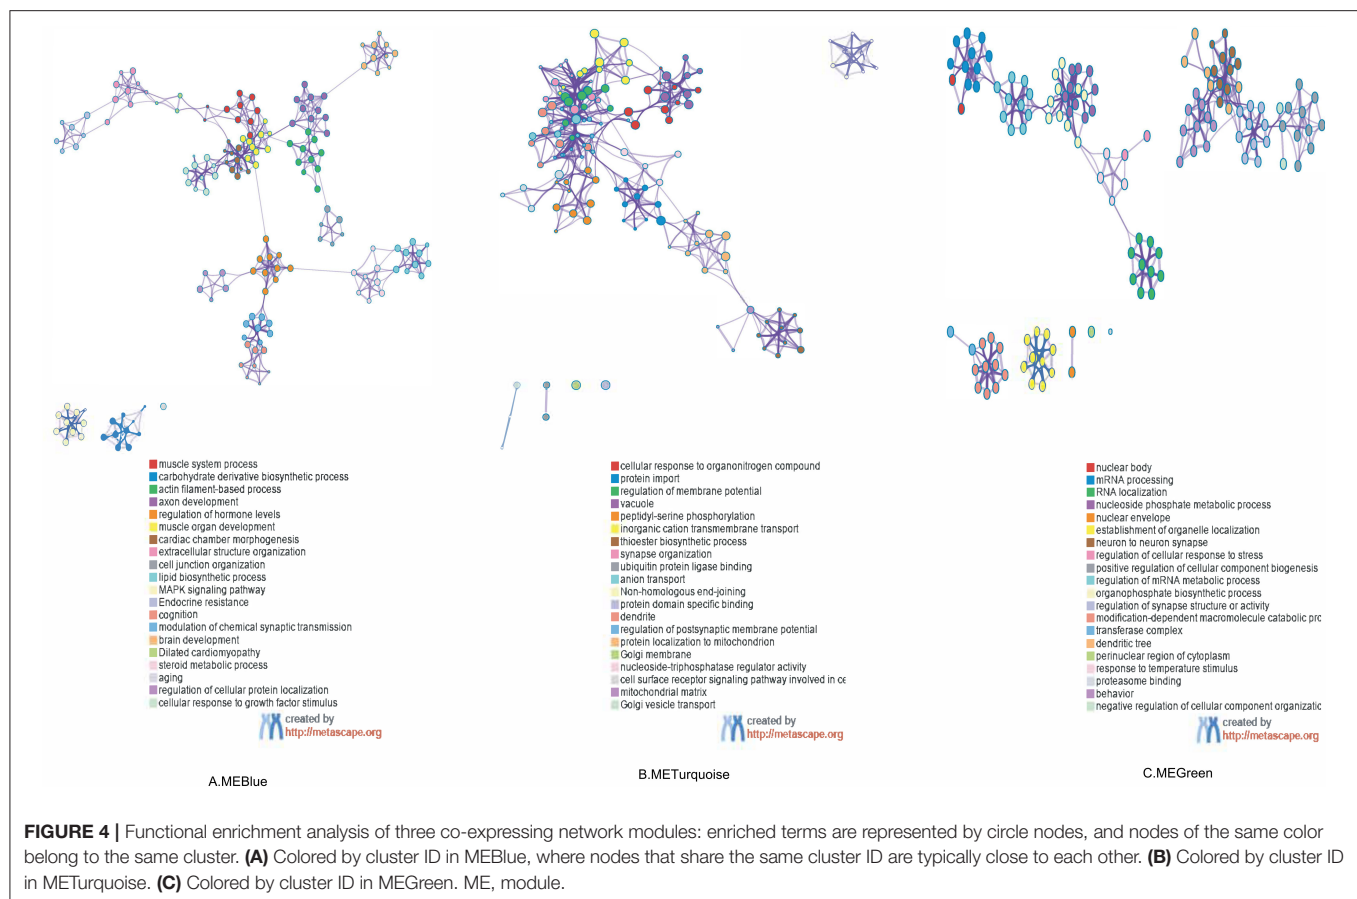 muscle system process
carbohydrate derivative biosynthetic process
actin filament-based process
axon development
regulation of hormone levels
muscle organ development
cardiac chamber morphogenesis
extracellular structure organization
cell junction organization
lipid biosynthetic process
MAPK signaling pathway
Endocrine resistance
cognition
modulation of chemical synaptic transmission
brain development
Dilated cardiomyopathy
steroid metabolic process
aging
regulation of cellular protein localization
cellular response to growth factor stimulus
created by
http://metascape.org
A.MEBlue
cellular response to organonitrogen compound
protein import
regulation of membrane potential
vacuole
peptidyl-serine phosphorylation
inorganic cation transmembrane transport
thioester biosynthetic process
synapse organization
ubiquitin protein ligase binding
anion transport
Non-homologous end-joining
protein domain specific binding
dendrite
regulation of postsynaptic membrane potential
protein localization to mitochondrion
Golgi membrane
nucleoside-triphosphatase regulator activity
cell surface receptor signaling pathway involved in ce
mitochondrial matrix
Golgi vesicle transport
created by
http://metascape.org
B.METurquoise
nuclear body
mRNA processing
RNA localization
nucleoside phosphate metabolic process
nuclear envelope
establishment of organelle localization
neuron to neuron synapse
regulation of cellular response to stress
positive regulation of cellular component biogenesis
regulation of mRNA metabolic process
organophosphate biosynthetic process
regulation of synapse structure or activity
modification-dependent macromolecule catabolic prc
transferase complex
dendritic tree
perinuclear region of cytoplasm
response to temperature stimulus
proteasome binding
behavior
negative regulation of cellular component organizatic
created by
http://metascape.org
C.MEGreen
FIGURE 4 | Functional enrichment analysis of three co-expressing network modules: enriched terms are represented by circle nodes, and nodes of the same color
belong to the same cluster. (A) Colored by cluster ID in MEBlue, where nodes that share the same cluster ID are typically close to each other. (B) Colored by cluster ID
in METurquoise. (C) Colored by cluster ID in MEGreen. ME, module.